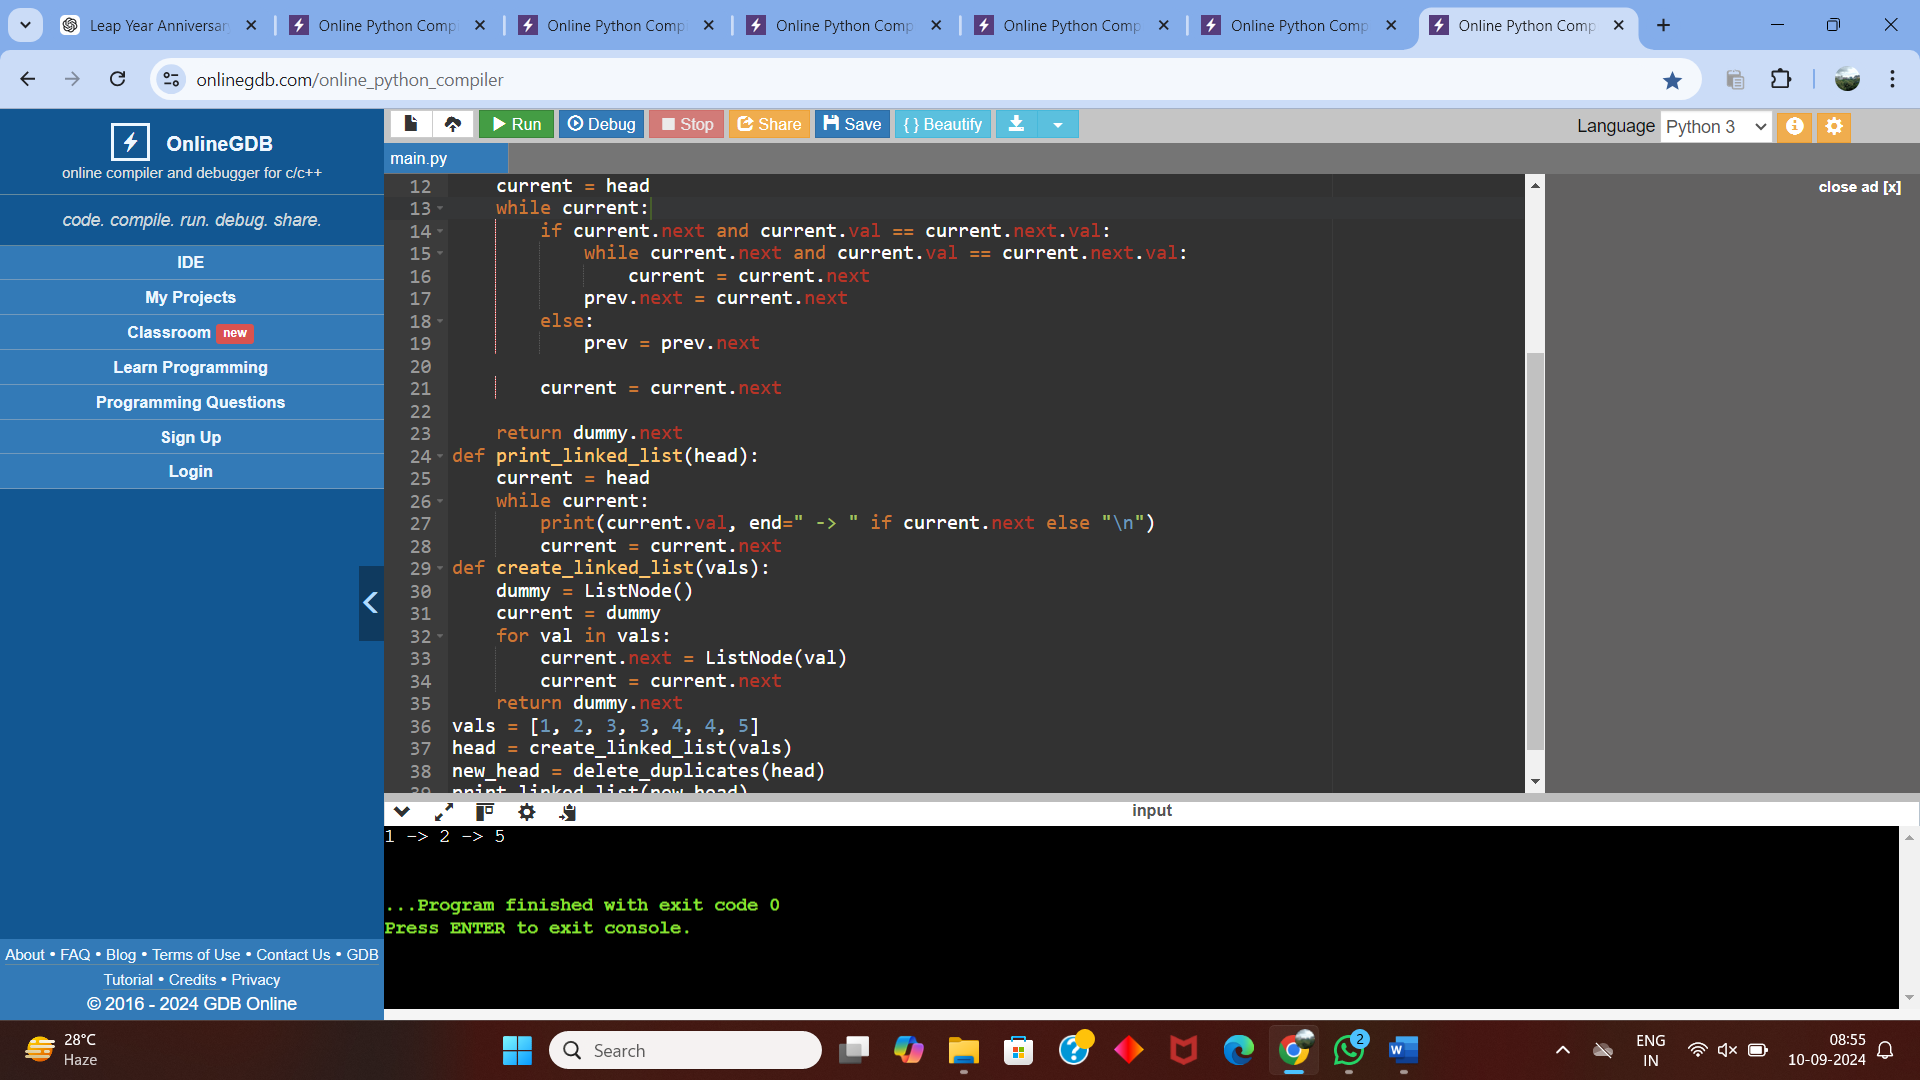 Leap Year Anniversar
Online Python Comp
Online Python Comp
Online Python Comp
Online Python Comp
Online Python Comp
Online Python Comp
onlinegdb.com/online_python_compiler
OnlineGDB
online compiler and debugger for c/c++
code. compile. run. debug. share.
IDE
My Projects
Classroom new
Learn Programming
Programming Questions
Sign Up
Login
About • FAQ • Blog • Terms of Use • Contact Us • GDB
Tutorial • Credits • Privacy
© 2016 - 2024 GDB Online
Run Debug Stop Share Save { } Beautify
Language Python 3
main.py
close ad [x]
12     current = head
13     while current:
14         if current.next and current.val == current.next.val:
15             while current.next and current.val == current.next.val:
16                 current = current.next
17             prev.next = current.next
18         else:
19             prev = prev.next
20
21         current = current.next
22
23     return dummy.next
24 def print_linked_list(head):
25     current = head
26     while current:
27         print(current.val, end=" -> " if current.next else "\n")
28         current = current.next
29 def create_linked_list(vals):
30     dummy = ListNode()
31     current = dummy
32     for val in vals:
33         current.next = ListNode(val)
34         current = current.next
35     return dummy.next
36 vals = [1, 2, 3, 3, 4, 4, 5]
37 head = create_linked_list(vals)
38 new_head = delete_duplicates(head)
39 print_linked_list(new_head)
input
1 -> 2 -> 5
...Program finished with exit code 0
Press ENTER to exit console.
28°C
Haze
Search
2
ENG
IN
08:55
10-09-2024